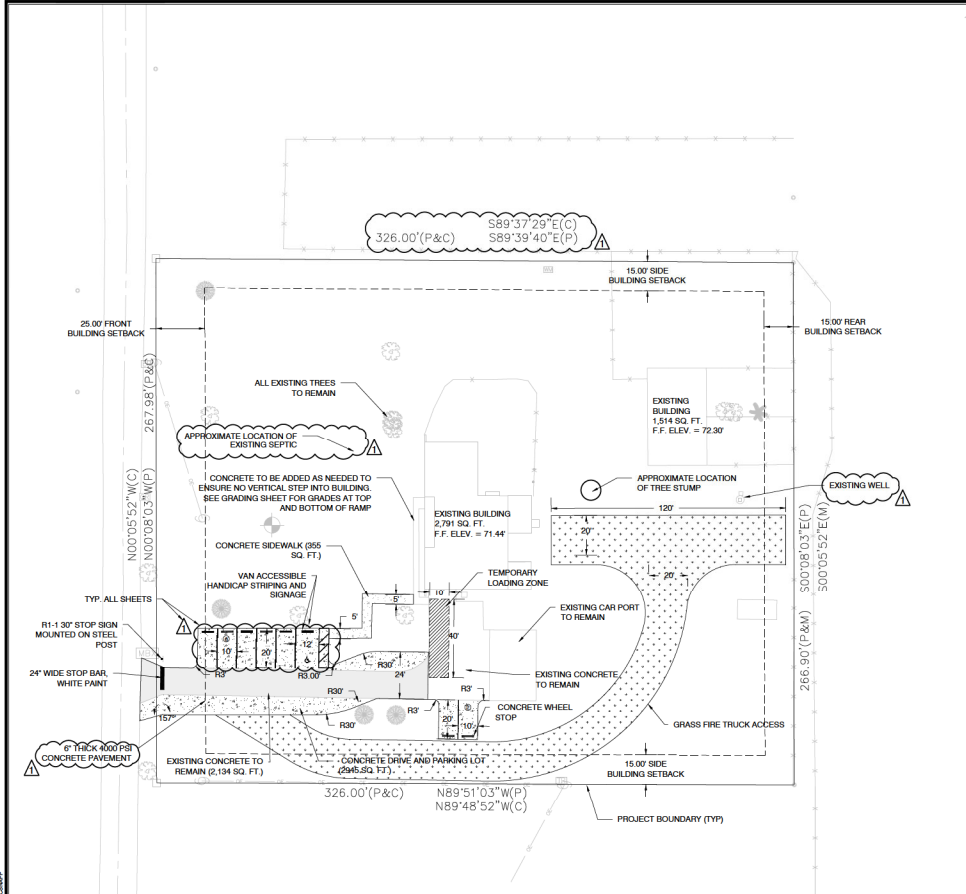 S89°37'29"E(C)
326.00'(P&C) S89°39'40"E(P)
1
15.00' SIDE
BUILDING SETBACK
25.00' FRONT
BUILDING SETBACK
15.00' REAR
BUILDING SETBACK
267.98'(P&C)
N00°05'52"W(C)
N00°08'03"W(P)
ALL EXISTING TREES
TO REMAIN
APPROXIMATE LOCATION OF
EXISTING SEPTIC
1
EXISTING
BUILDING
1,514 SQ. FT.
F.F. ELEV. = 72.30'
CONCRETE TO BE ADDED AS NEEDED TO
ENSURE NO VERTICAL STEP INTO BUILDING.
SEE GRADING SHEET FOR GRADES AT TOP
AND BOTTOM OF RAMP
APPROXIMATE LOCATION
OF TREE STUMP
EXISTING WELL
1
EXISTING BUILDING
2,791 SQ. FT.
F.F. ELEV. = 71.44'
120'
20'
20'
S00°08'03"E(P)
S00°05'52"E(M)
266.90'(P&M)
CONCRETE SIDEWALK (355
SQ. FT.)
VAN ACCESSIBLE
HANDICAP STRIPING AND
SIGNAGE
TEMPORARY
LOADING ZONE
10'
5'
5'
40'
TYP. ALL SHEETS
1
R1-1 30" STOP SIGN
MOUNTED ON STEEL
POST
EXISTING CAR PORT
TO REMAIN
6
10'
20'
12'
24" WIDE STOP BAR,
WHITE PAINT
R3'
R3.00'
R30'
24'
EXISTING CONCRETE
TO REMAIN
R30'
R3'
R3'
20'
10'
CONCRETE WHEEL
STOP
157°
R30'
GRASS FIRE TRUCK ACCESS
6" THICK 4000 PSI
CONCRETE PAVEMENT
1
EXISTING CONCRETE TO
REMAIN (2,134 SQ. FT.)
CONCRETE DRIVE AND PARKING LOT
(2945 SQ. FT.)
15.00' SIDE
BUILDING SETBACK
326.00'(P&C) N89°51'03"W(P)
N89°48'52"W(C)
PROJECT BOUNDARY (TYP)